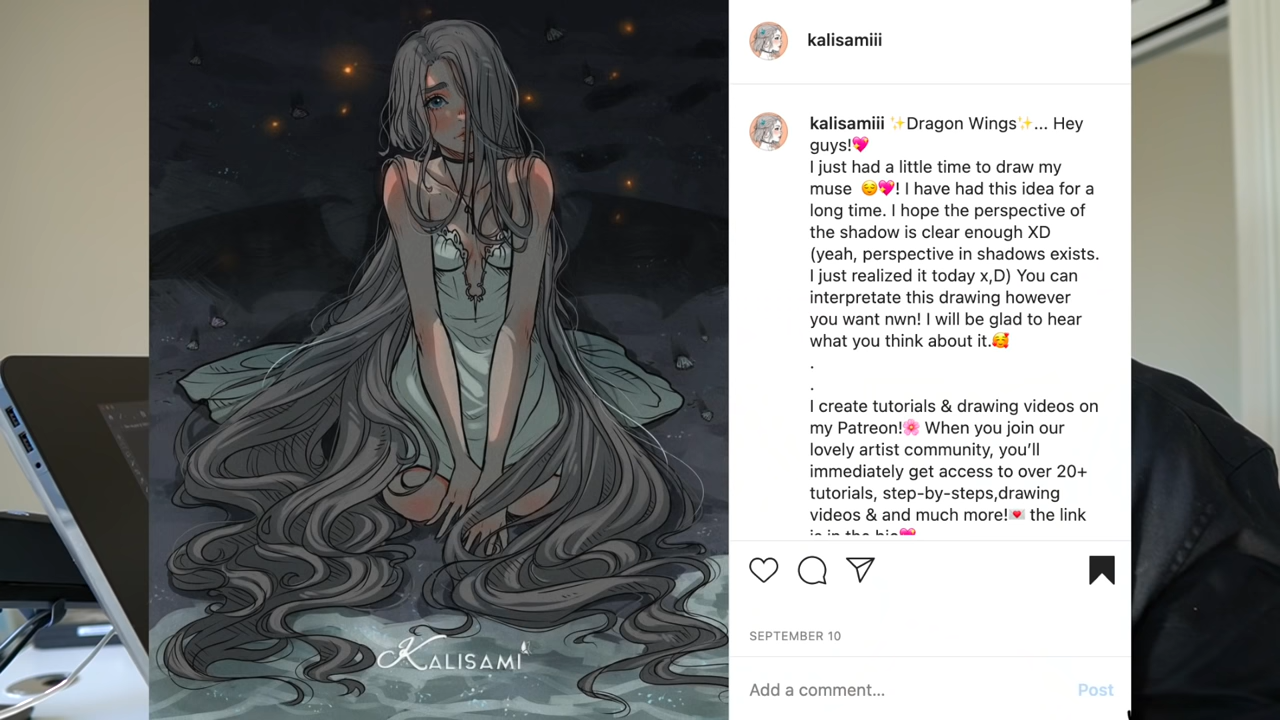 kalisamiii
kalisamiii ✨Dragon Wings✨... Hey
guys!💖
I just had a little time to draw my
muse ☺️💖! I have had this idea for a
long time. I hope the perspective of
the shadow is clear enough XD
(yeah, perspective in shadows exists.
I just realized it today x,D) You can
interpretate this drawing however
you want nwn! I will be glad to hear
what you think about it.🥰
.
.
I create tutorials & drawing videos on
my Patreon!🌸 When you join our
lovely artist community, you’ll
immediately get access to over 20+
tutorials, step-by-steps,drawing
videos & and much more!💌 the link
is in the bio💖
SEPTEMBER 10
Add a comment... Post
KALISAMI